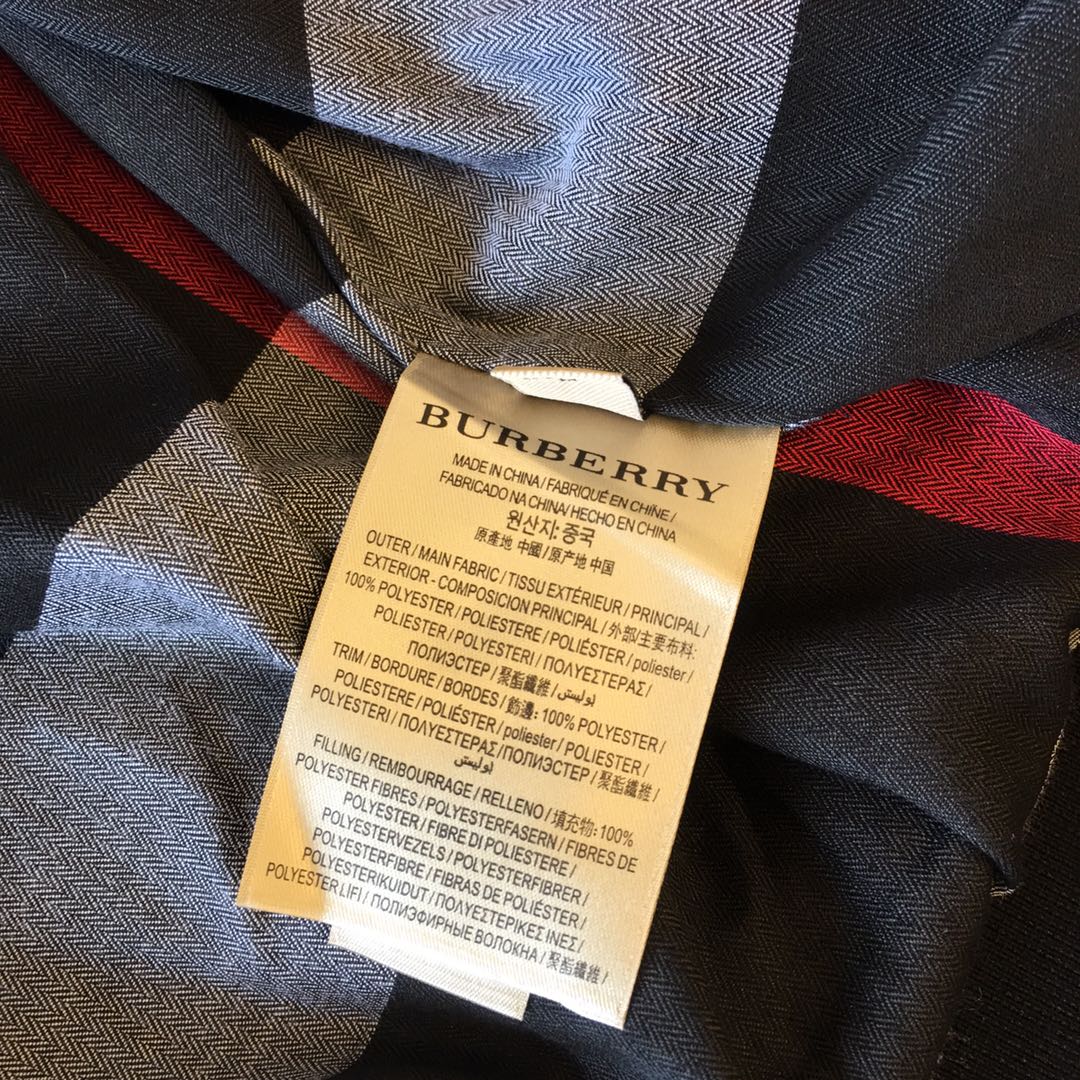 BURBERRY
MADE IN CHINA / FABRIQUÉ EN CHINE /
FABRICADO NA CHINA/ HECHO EN CHINA
원산지: 중국
原產地 中國 / 原产地 中国
OUTER / MAIN FABRIC / TISSU EXTÉRIEUR / PRINCIPAL /
EXTERIOR - COMPOSICION PRINCIPAL / 外部/主要布料:
100% POLYESTER / POLIESTERE / POLIÉSTER / poliester /
POLIESTER / POLYESTERI / ΠΟΛΥΕΣΤΕΡΑΣ /
ПОЛИЭСТЕР / 聚酯纖維 / بوليستر /
TRIM / BORDURE / BORDES / 飾邊: 100% POLYESTER /
POLIESTERE / POLIÉSTER / poliester / POLIESTER /
POLYESTERI / ΠΟΛΥΕΣΤΕΡΑΣ / ПОЛИЭСТЕР / 聚酯纖維 /
بوليستر
FILLING / REMBOURRAGE / RELLENO / 填充物: 100%
POLYESTER FIBRES / POLYESTERFASERN / FIBRES DE
POLYESTER / FIBRE DI POLIESTERE /
POLYESTERVEZELS / POLYESTERFIBRER /
POLYESTERFIBRE / FIBRAS DE POLIÉSTER /
POLYESTERIKUIDUT / ΠΟΛΥΕΣΤΕΡΙΚΕΣ ΙΝΕΣ /
POLYESTER LIFI / ПОЛИЭФИРНЫЕ ВОЛОКНА / 聚酯纖維 /